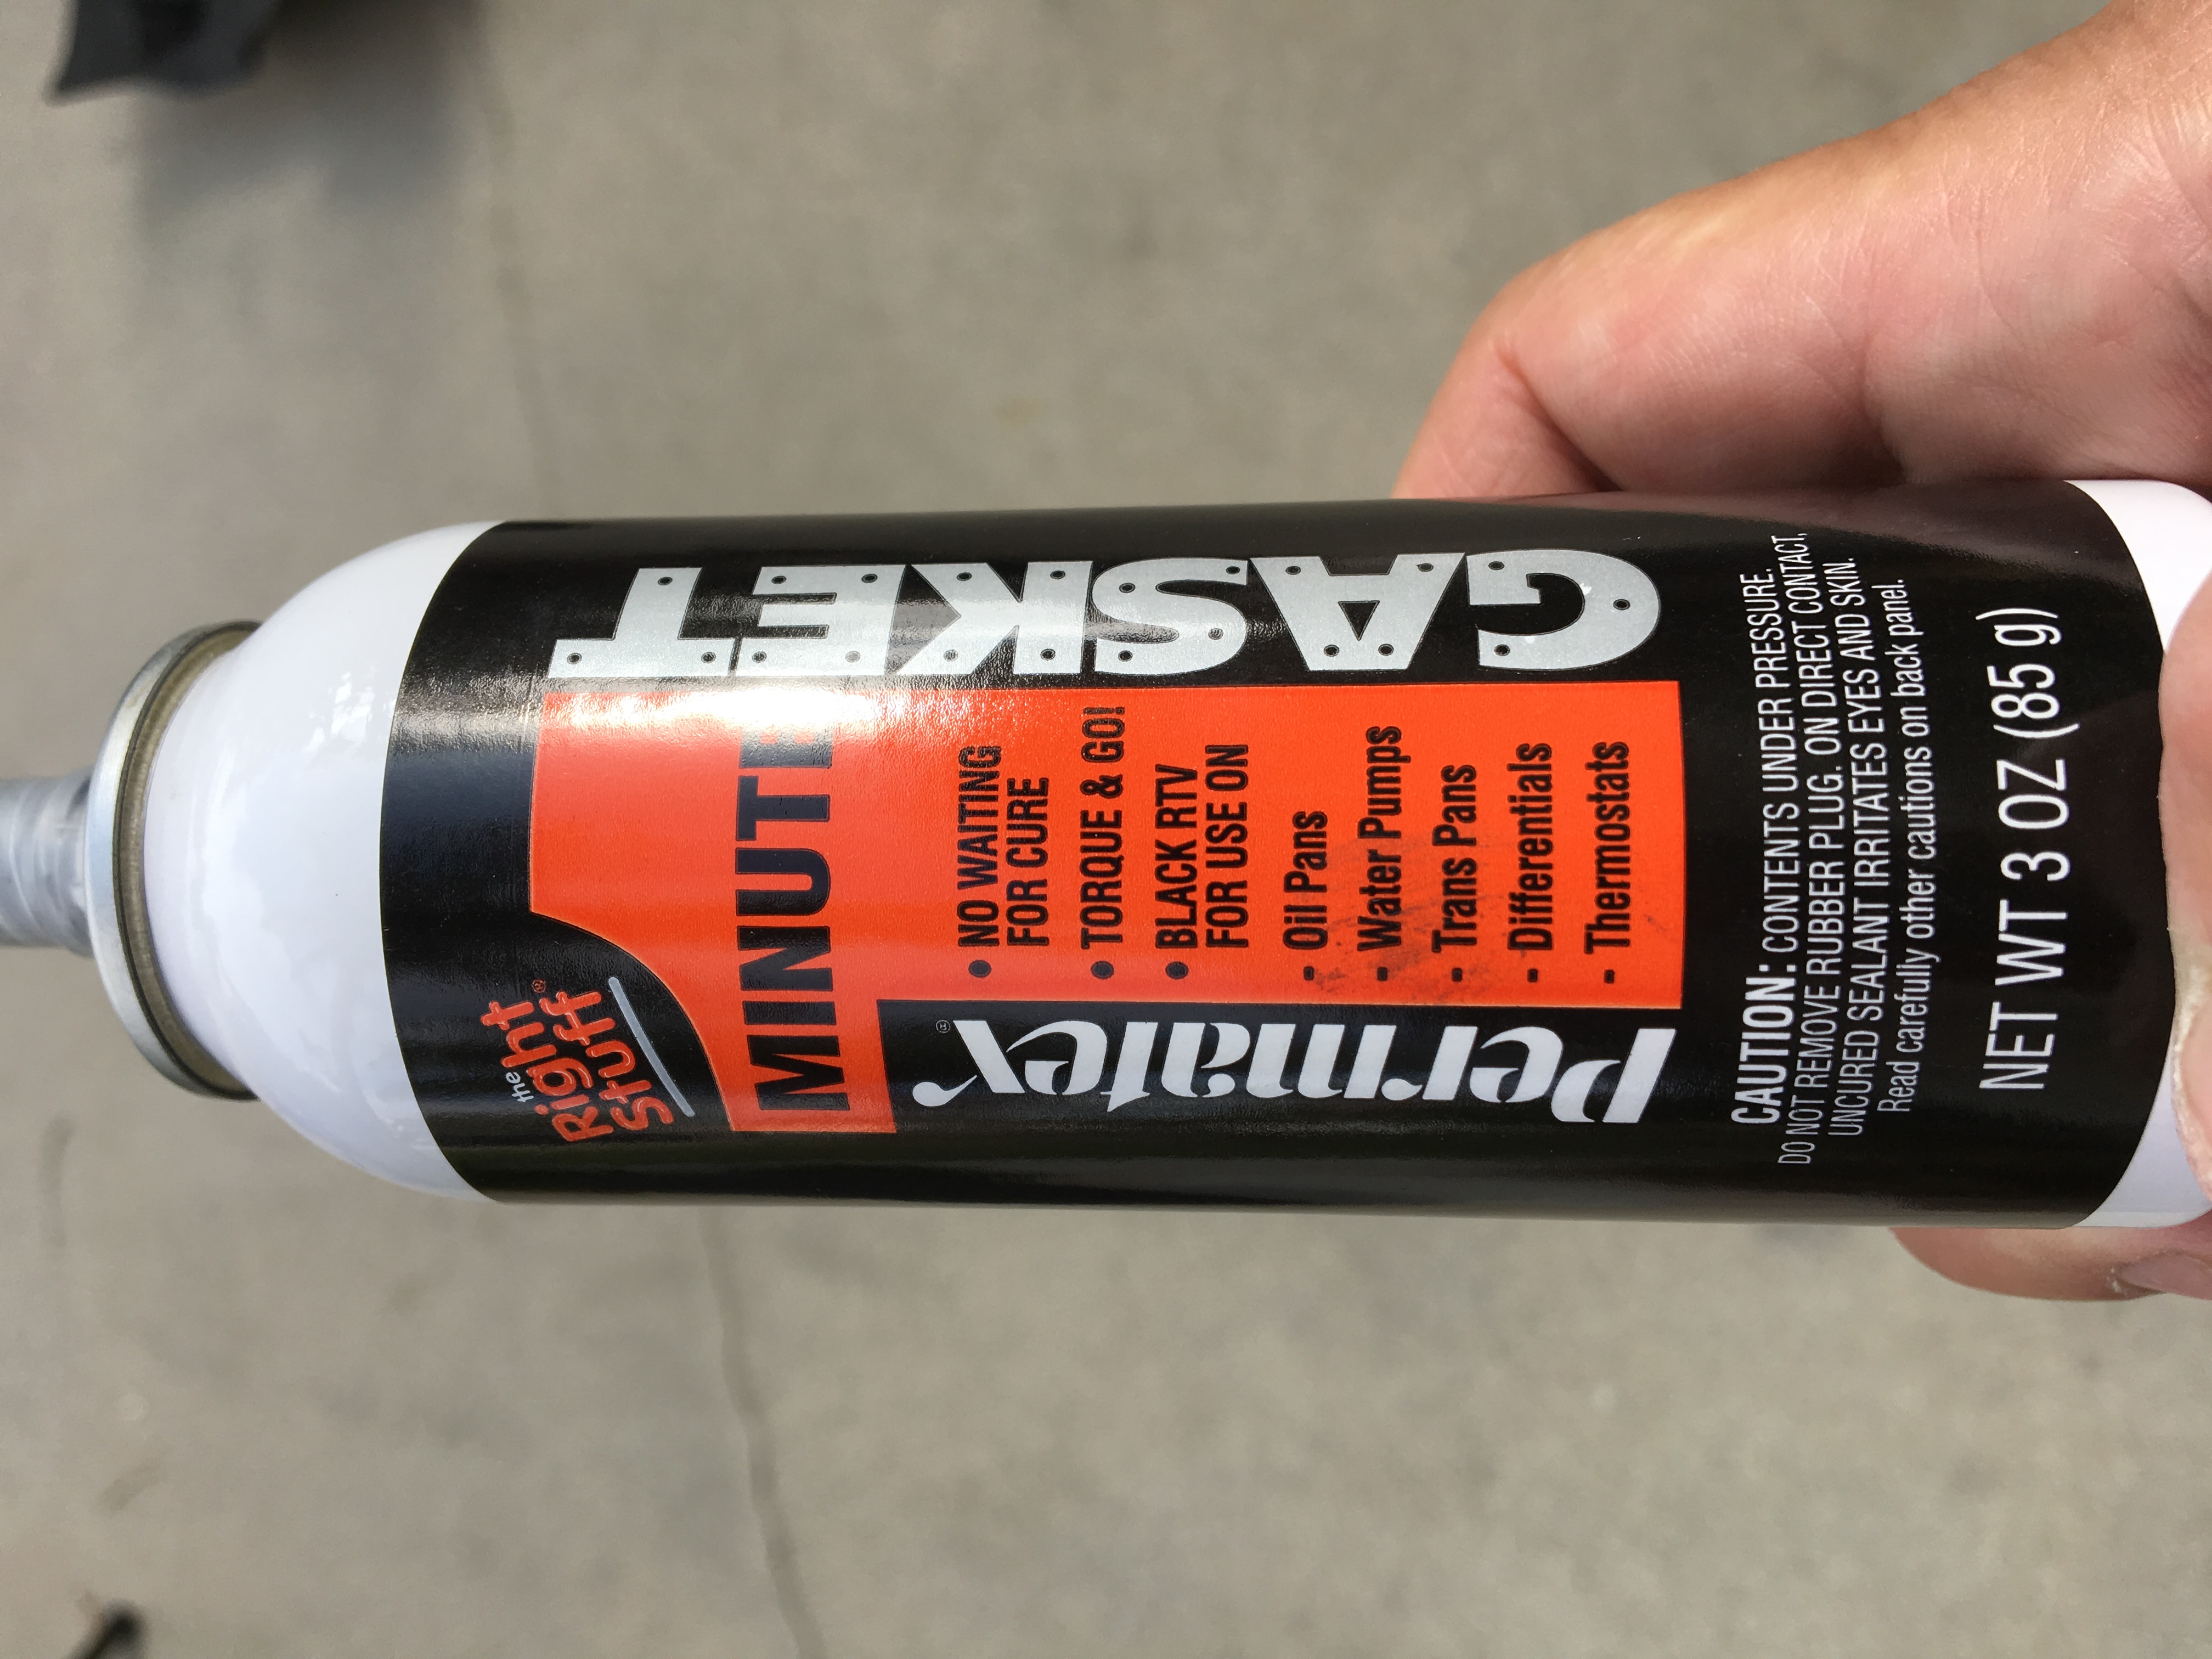 the
Right
Stuff®
1 MINUTE
GASKET
Permatex®
• NO WAITING
FOR CURE
• TORQUE & GO!
• BLACK RTV
FOR USE ON
- Oil Pans
- Water Pumps
- Trans Pans
- Differentials
- Thermostats
CAUTION: CONTENTS UNDER PRESSURE.
DO NOT REMOVE RUBBER PLUG. ON DIRECT CONTACT,
UNCURED SEALANT IRRITATES EYES AND SKIN.
Read carefully other cautions on back panel.
NET WT 3 OZ (85 g)